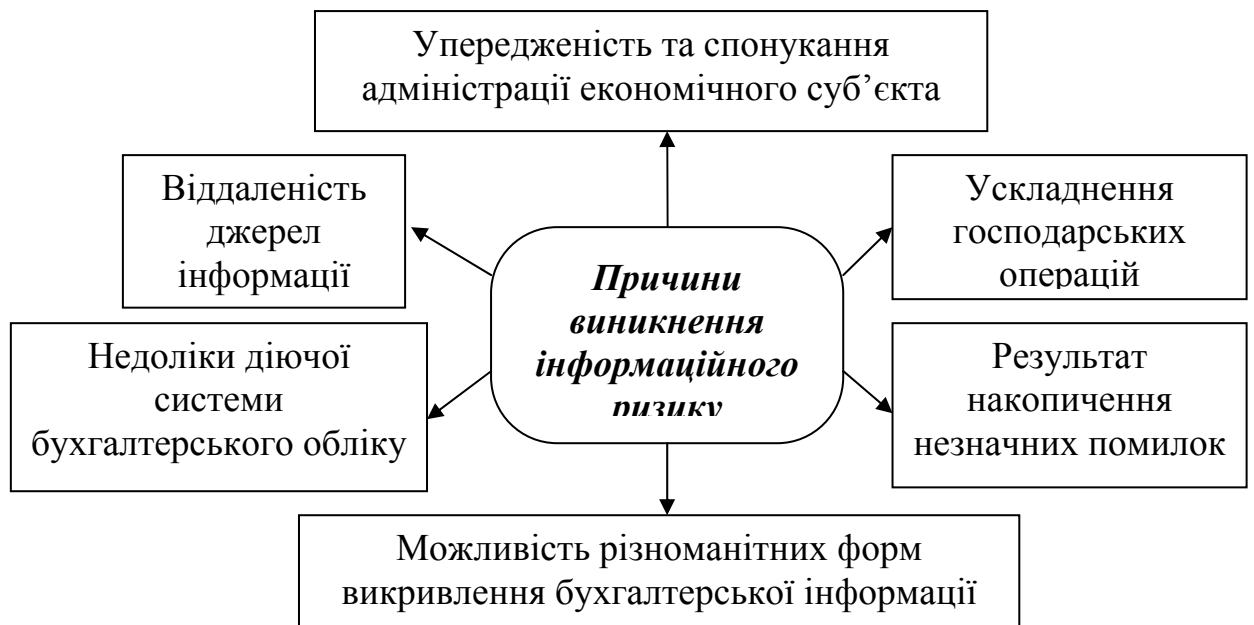 Упередженість та спонукання
адміністрації економічного суб’єкта
Віддаленість
джерел
інформації
Ускладнення
господарських
операцій
Причини
виникнення
інформаційного
ризику
Недоліки діючої
системи
бухгалтерського обліку
Результат
накопичення
незначних помилок
Можливість різноманітних форм
викривлення бухгалтерської інформації